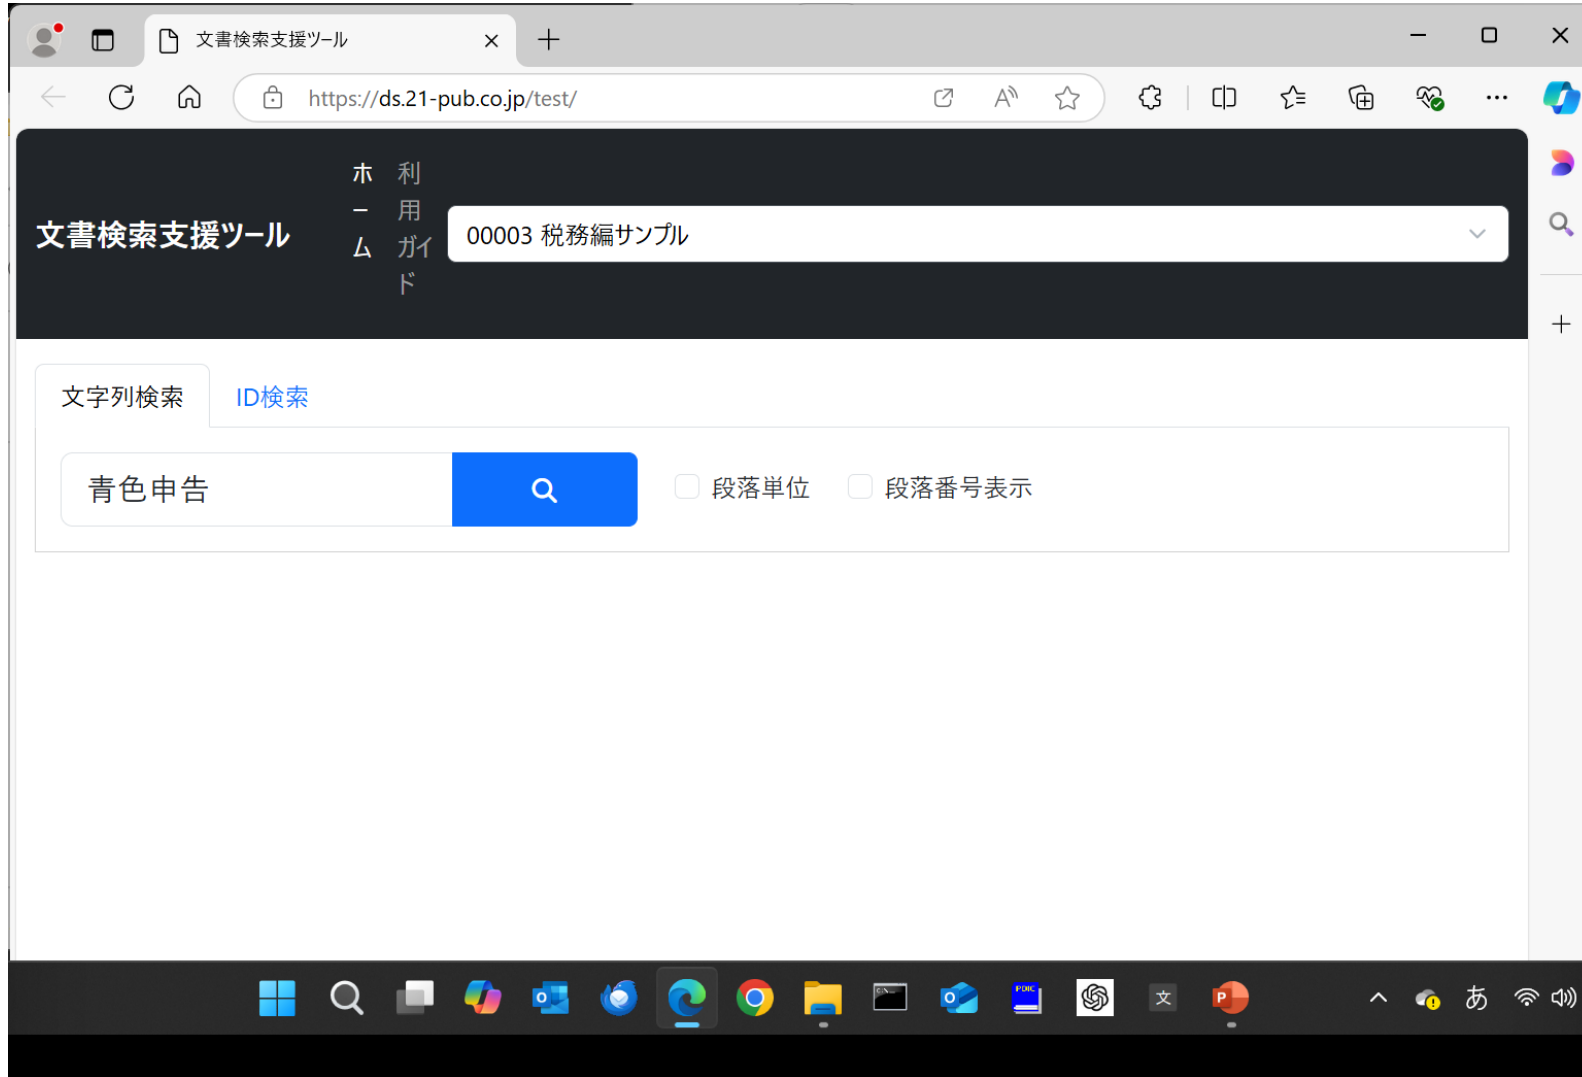 文書検索支援ツール
https://ds.21-pub.co.jp/test/
文書検索支援ツール
ホーム
利用ガイド
00003 税務編サンプル
文字列検索
ID検索
青色申告
段落単位
段落番号表示
PDIC
文
あ